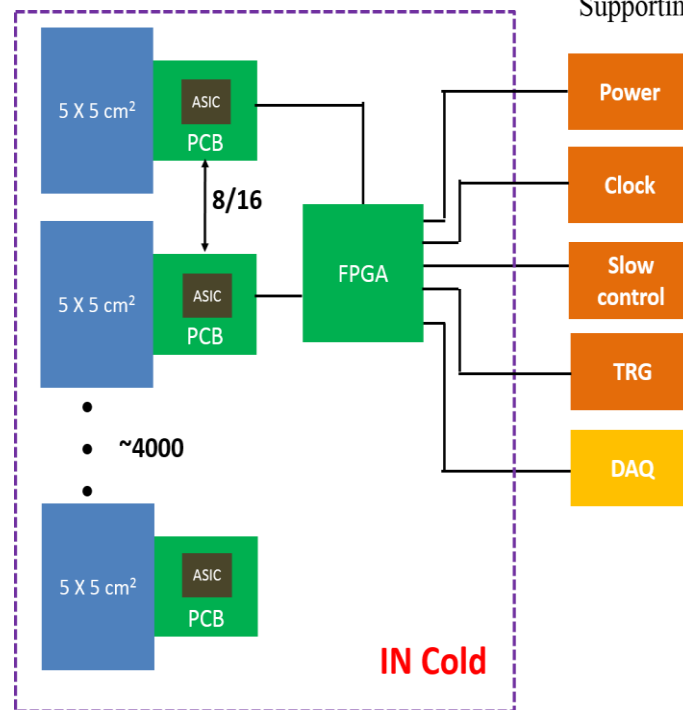 Supportin
5 X 5 cm²
ASIC
PCB
Power
8/16
Clock
5 X 5 cm²
ASIC
PCB
FPGA
Slow
control
TRG
~4000
DAQ
5 X 5 cm²
ASIC
PCB
IN Cold